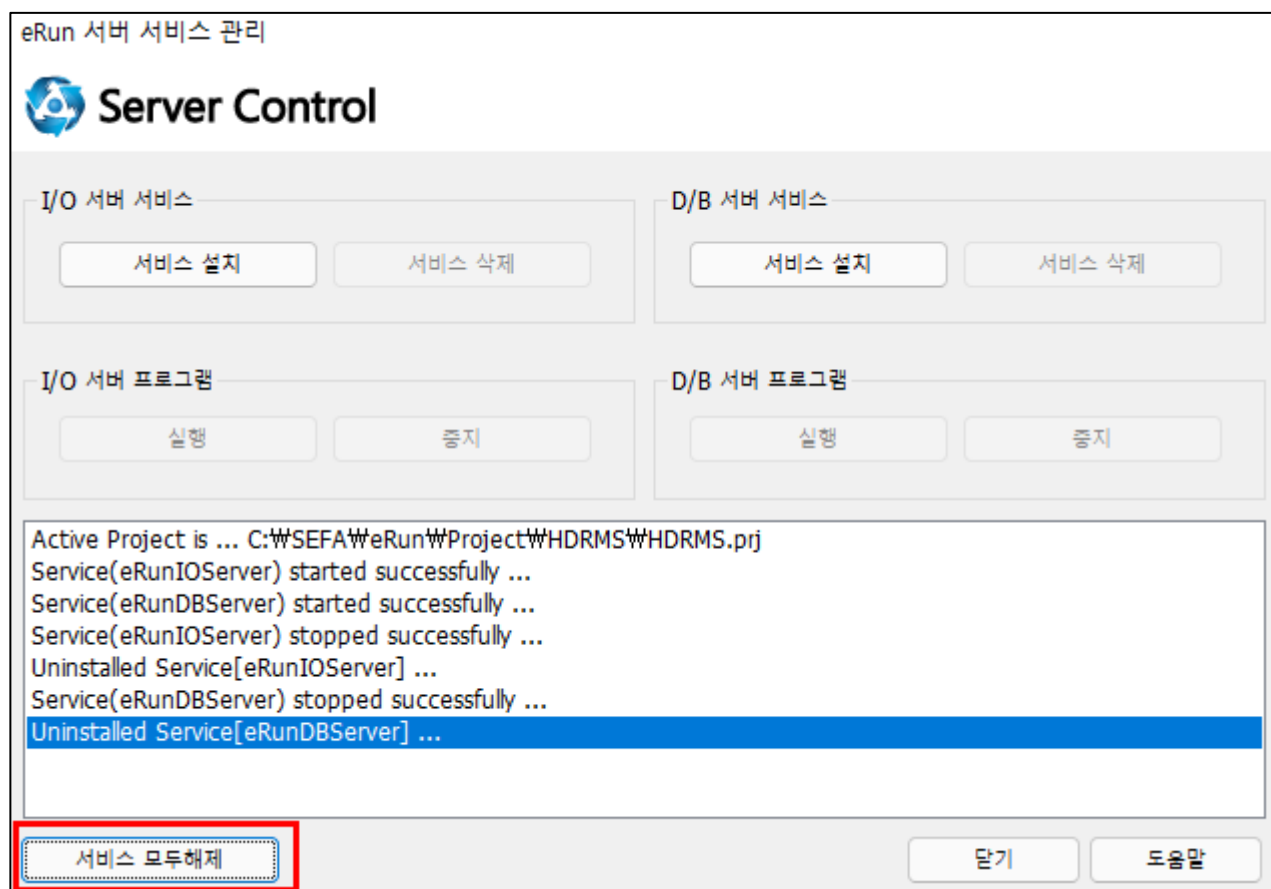 eRun 서버 서비스 관리
Server Control
I/O 서버 서비스
D/B 서버 서비스
서비스 설치
서비스 삭제
서비스 설치
서비스 삭제
I/O 서버 프로그램
D/B 서버 프로그램
실행
중지
실행
중지
Active Project is ... C:₩SEFA₩eRun₩Project₩HDRMS₩HDRMS.prj
Service(eRunIOServer) started successfully ...
Service(eRunDBServer) started successfully ...
Service(eRunIOServer) stopped successfully ...
Uninstalled Service[eRunIOServer] ...
Service(eRunDBServer) stopped successfully ...
Uninstalled Service[eRunDBServer] ...
서비스 모두해제
닫기
도움말